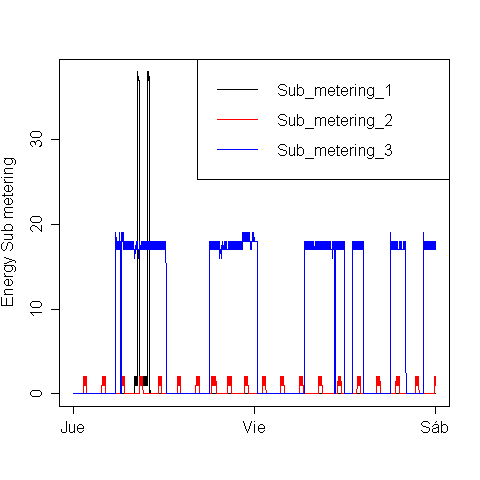 Sub_metering_1
Sub_metering_2
Sub_metering_3
Energy Sub metering
30
20
10
0
Jue Vie Sáb